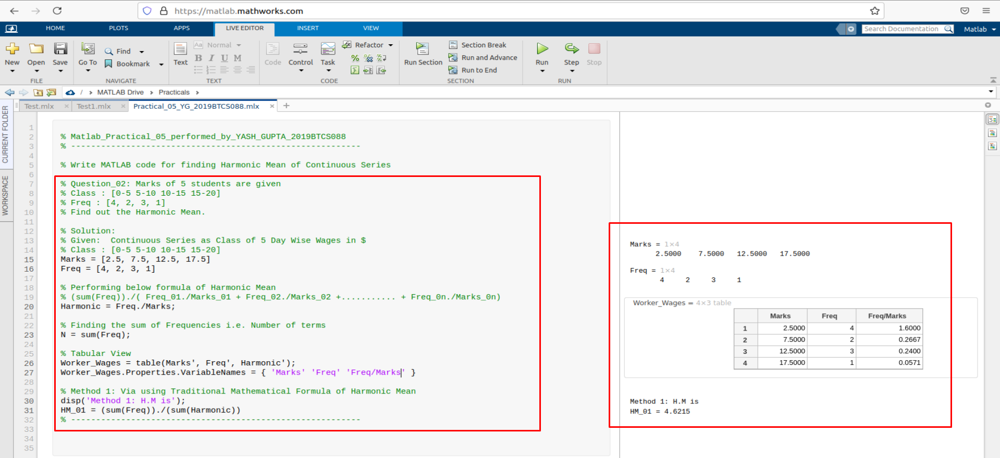 https://matlab.mathworks.com
HOME PLOTS APPS LIVE EDITOR INSERT VIEW Search Documentation Matlab
New Open Save Go To Find Bookmark Text Aa Normal B I U M Code Control Task Refactor Run Section Section Break Run and Advance Run to End Run Step Stop
FILE NAVIGATE TEXT CODE SECTION RUN
/ > MATLAB Drive > Practicals >
Test.mlx × Test1.mlx × Practical_05_YG_2019BTCS088.mlx × +
CURRENT FOLDER
WORKSPACE
1
2 % Matlab_Practical_05_performed_by_YASH_GUPTA_2019BTCS088
3 % ----------------------------------------------------------
4
5 % Write MATLAB code for finding Harmonic Mean of Continuous Series
6
7 % Question_02: Marks of 5 students are given
8 % Class : [0-5 5-10 10-15 15-20]
9 % Freq : [4, 2, 3, 1]
10 % Find out the Harmonic Mean.
11
12 % Solution:
13 % Given:  Continuous Series as Class of 5 Day Wise Wages in $
14 % Class : [0-5 5-10 10-15 15-20]
15 Marks = [2.5, 7.5, 12.5, 17.5]
16 Freq = [4, 2, 3, 1]
17
18 % Performing below formula of Harmonic Mean
19 % (sum(Freq))./( Freq_01./Marks_01 + Freq_02./Marks_02 +........... + Freq_0n./Marks_0n)
20 Harmonic = Freq./Marks;
21
22 % Finding the sum of Frequencies i.e. Number of terms
23 N = sum(Freq);
24
25 % Tabular View
26 Worker_Wages = table(Marks', Freq', Harmonic');
27 Worker_Wages.Properties.VariableNames = { 'Marks' 'Freq' 'Freq/Marks' }
28
29 % Method 1: Via using Traditional Mathematical Formula of Harmonic Mean
30 disp('Method 1: H.M is');
31 HM_01 = (sum(Freq))./(sum(Harmonic))
32 % ----------------------------------------------------------
33
34
35
Marks = 1×4
2.5000 7.5000 12.5000 17.5000
Freq = 1×4
4 2 3 1
Worker_Wages = 4×3 table
Marks Freq Freq/Marks
1 2.5000 4 1.6000
2 7.5000 2 0.2667
3 12.5000 3 0.2400
4 17.5000 1 0.0571
Method 1: H.M is
HM_01 = 4.6215